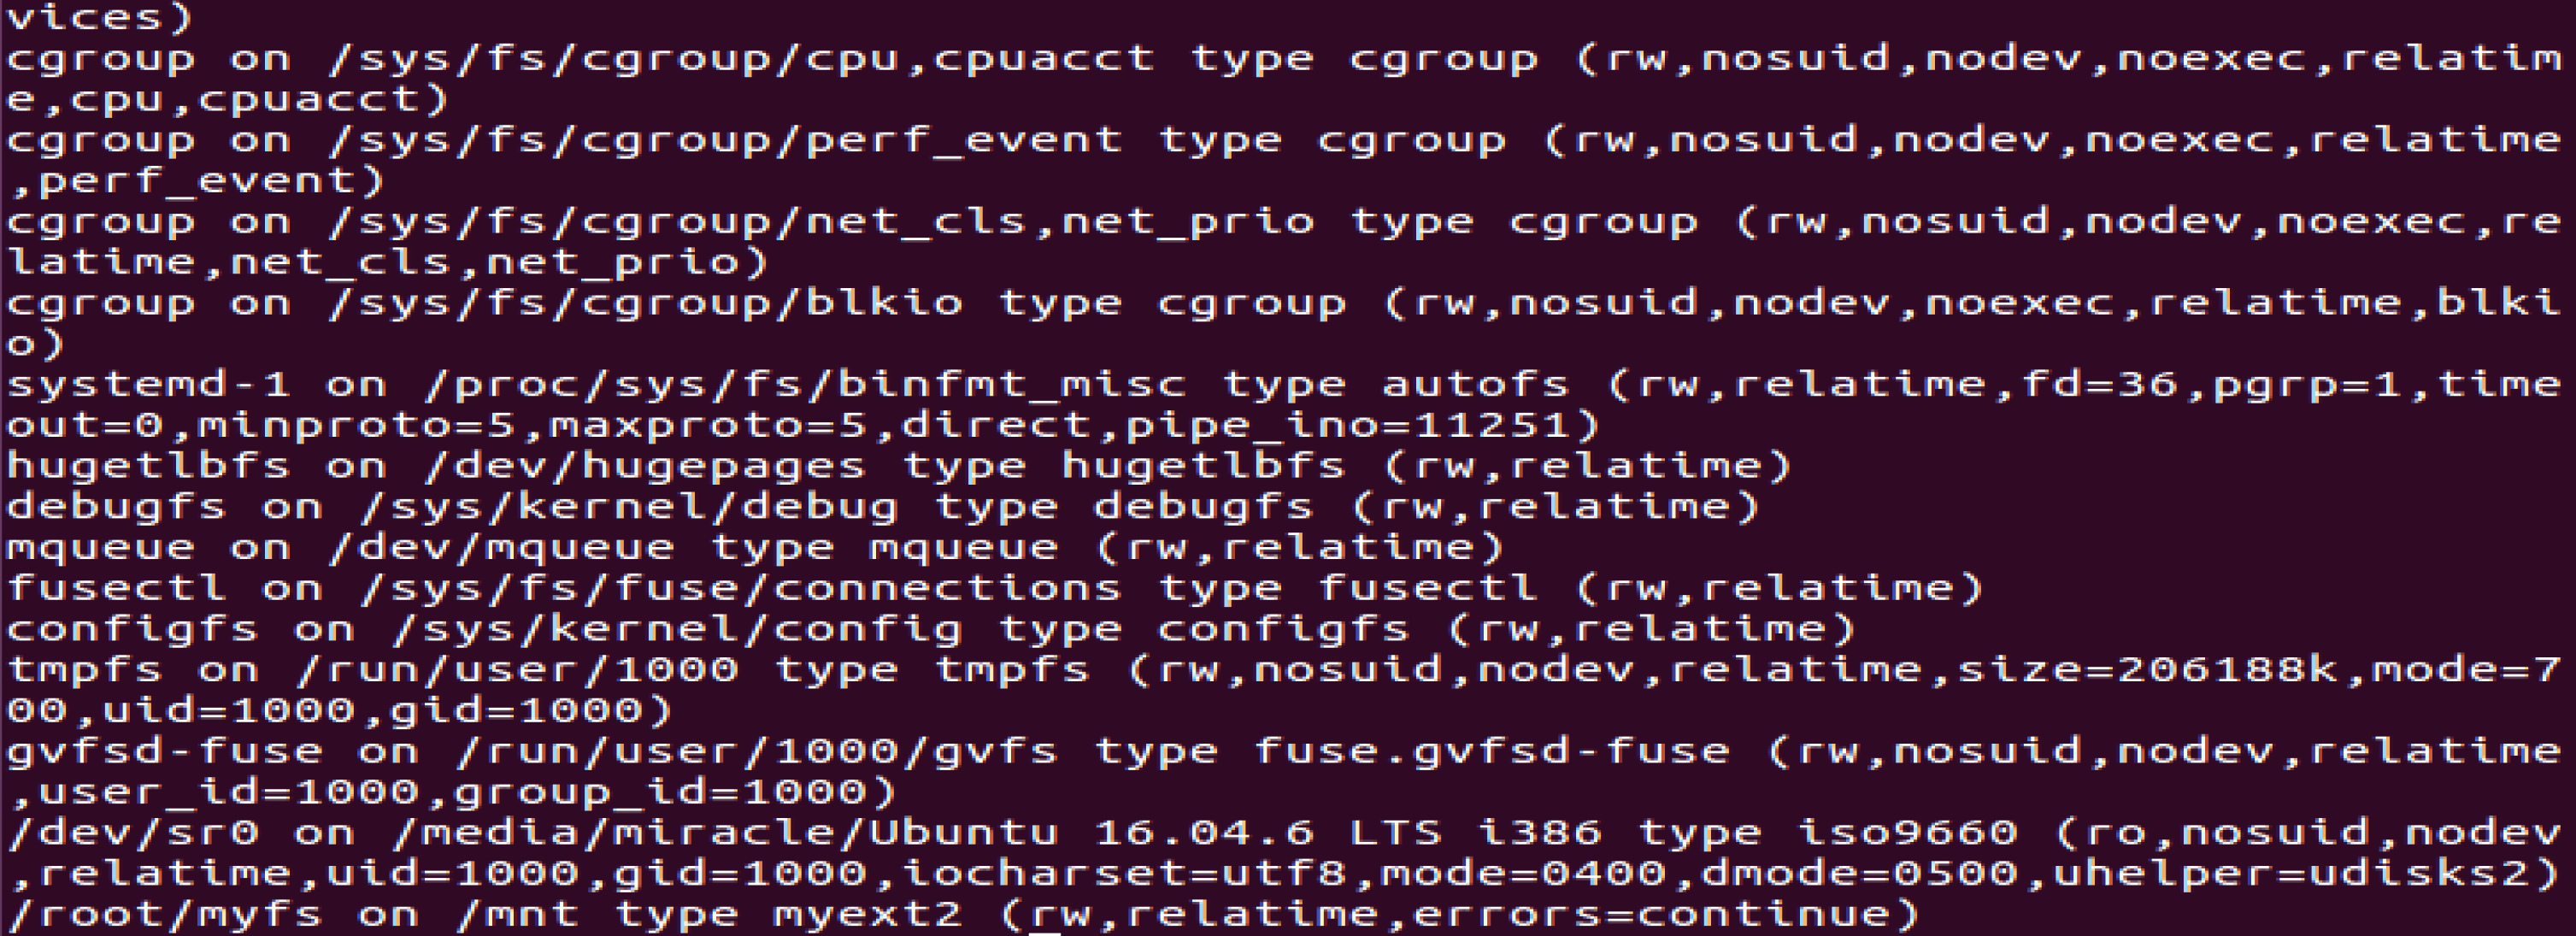 vices)
cgroup on /sys/fs/cgroup/cpu,cpuacct type cgroup (rw,nosuid,nodev,noexec,relatim
e,cpu,cpuacct)
cgroup on /sys/fs/cgroup/perf_event type cgroup (rw,nosuid,nodev,noexec,relatime
,perf_event)
cgroup on /sys/fs/cgroup/net_cls,net_prio type cgroup (rw,nosuid,nodev,noexec,re
latime,net_cls,net_prio)
cgroup on /sys/fs/cgroup/blkio type cgroup (rw,nosuid,nodev,noexec,relatime,blki
o)
systemd-1 on /proc/sys/fs/binfmt_misc type autofs (rw,relatime,fd=36,pgrp=1,time
out=0,minproto=5,maxproto=5,direct,pipe_ino=11251)
hugetlbfs on /dev/hugepages type hugetlbfs (rw,relatime)
debugfs on /sys/kernel/debug type debugfs (rw,relatime)
mqueue on /dev/mqueue type mqueue (rw,relatime)
fusectl on /sys/fs/fuse/connections type fusectl (rw,relatime)
configfs on /sys/kernel/config type configfs (rw,relatime)
tmpfs on /run/user/1000 type tmpfs (rw,nosuid,nodev,relatime,size=206188k,mode=7
00,uid=1000,gid=1000)
gvfsd-fuse on /run/user/1000/gvfs type fuse.gvfsd-fuse (rw,nosuid,nodev,relatime
,user_id=1000,group_id=1000)
/dev/sr0 on /media/miracle/Ubuntu 16.04.6 LTS i386 type iso9660 (ro,nosuid,nodev
,relatime,uid=1000,gid=1000,iocharset=utf8,mode=0400,dmode=0500,uhelper=udisks2)
/root/myfs on /mnt type myext2 (rw,relatime,errors=continue)